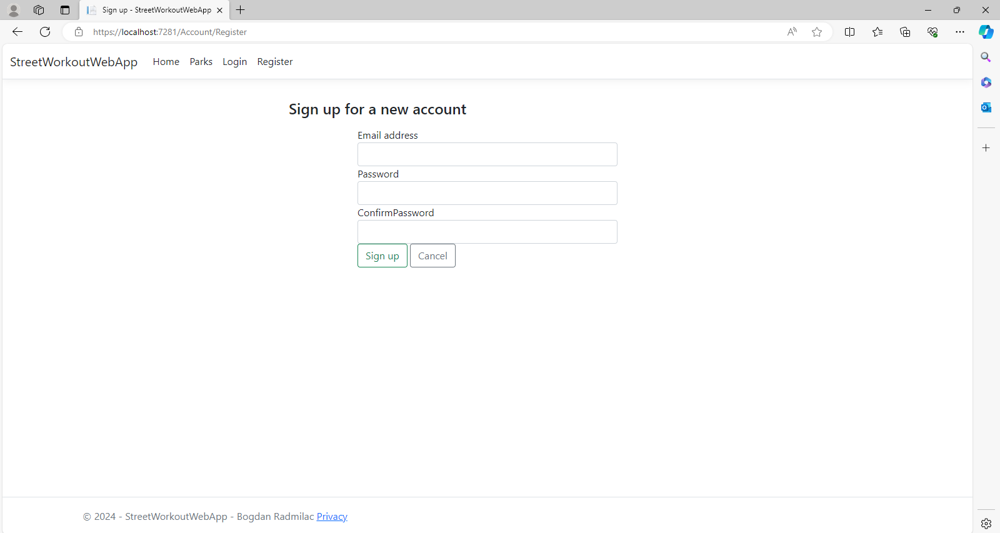 Sign up - StreetWorkoutWebApp
https://localhost:7281/Account/Register
StreetWorkoutWebApp Home Parks Login Register
Sign up for a new account
Email address
Password
ConfirmPassword
Sign up Cancel
© 2024 - StreetWorkoutWebApp - Bogdan Radmilac Privacy